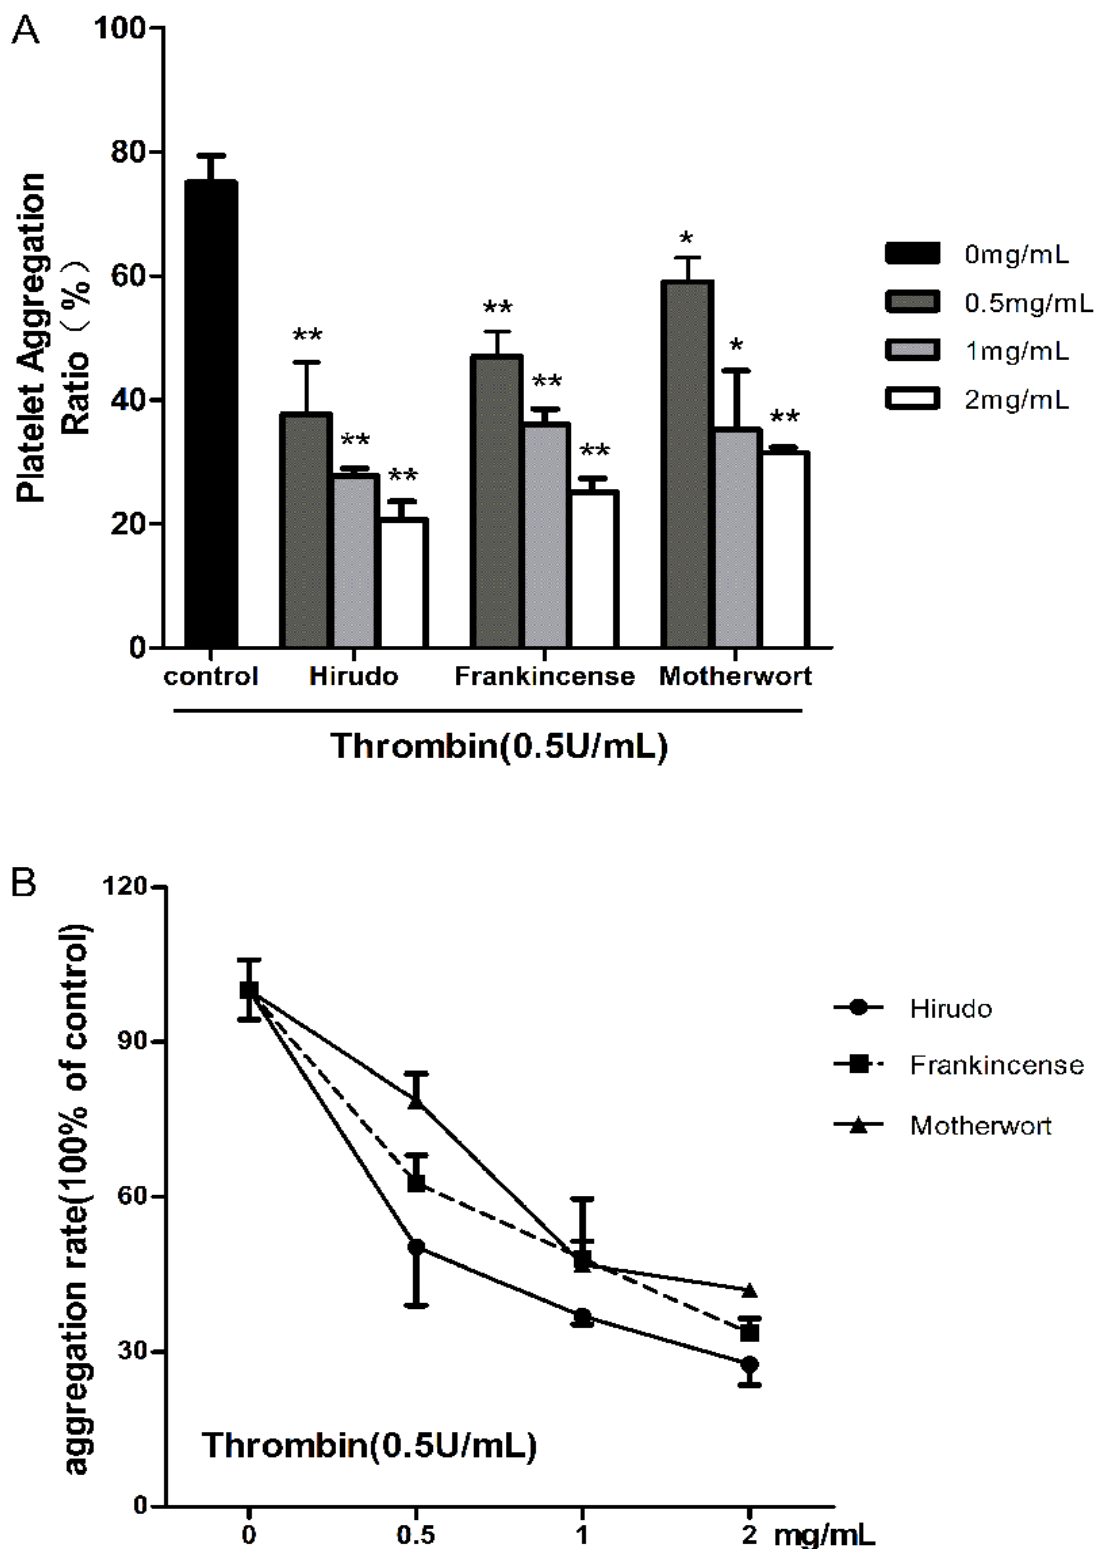 A
100
80
60
40
20
0
Platelet Aggregation
Ratio（%）
**
**
**
**
**
**
*
*
**
0mg/mL
0.5mg/mL
1mg/mL
2mg/mL
control Hirudo Frankincense Motherwort
Thrombin(0.5U/mL)
B
120
90
60
30
0
aggregation rate(100% of control)
Hirudo
Frankincense
Motherwort
Thrombin(0.5U/mL)
0 0.5 1 2 mg/mL